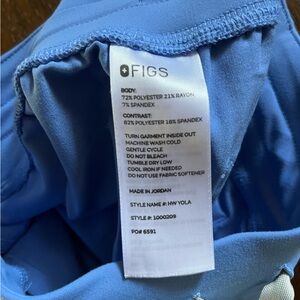 FIGS
BODY:
72% POLYESTER 21% RAYON
7% SPANDEX
CONTRAST:
82% POLYESTER 18% SPANDEX
TURN GARMENT INSIDE OUT
MACHINE WASH COLD
GENTLE CYCLE
DO NOT BLEACH
TUMBLE DRY LOW
COOL IRON IF NEEDED
DO NOT USE FABRIC SOFTENER
MADE IN JORDAN
STYLE NAME #: HW YOLA
STYLE #: 1000209
PO# 6591